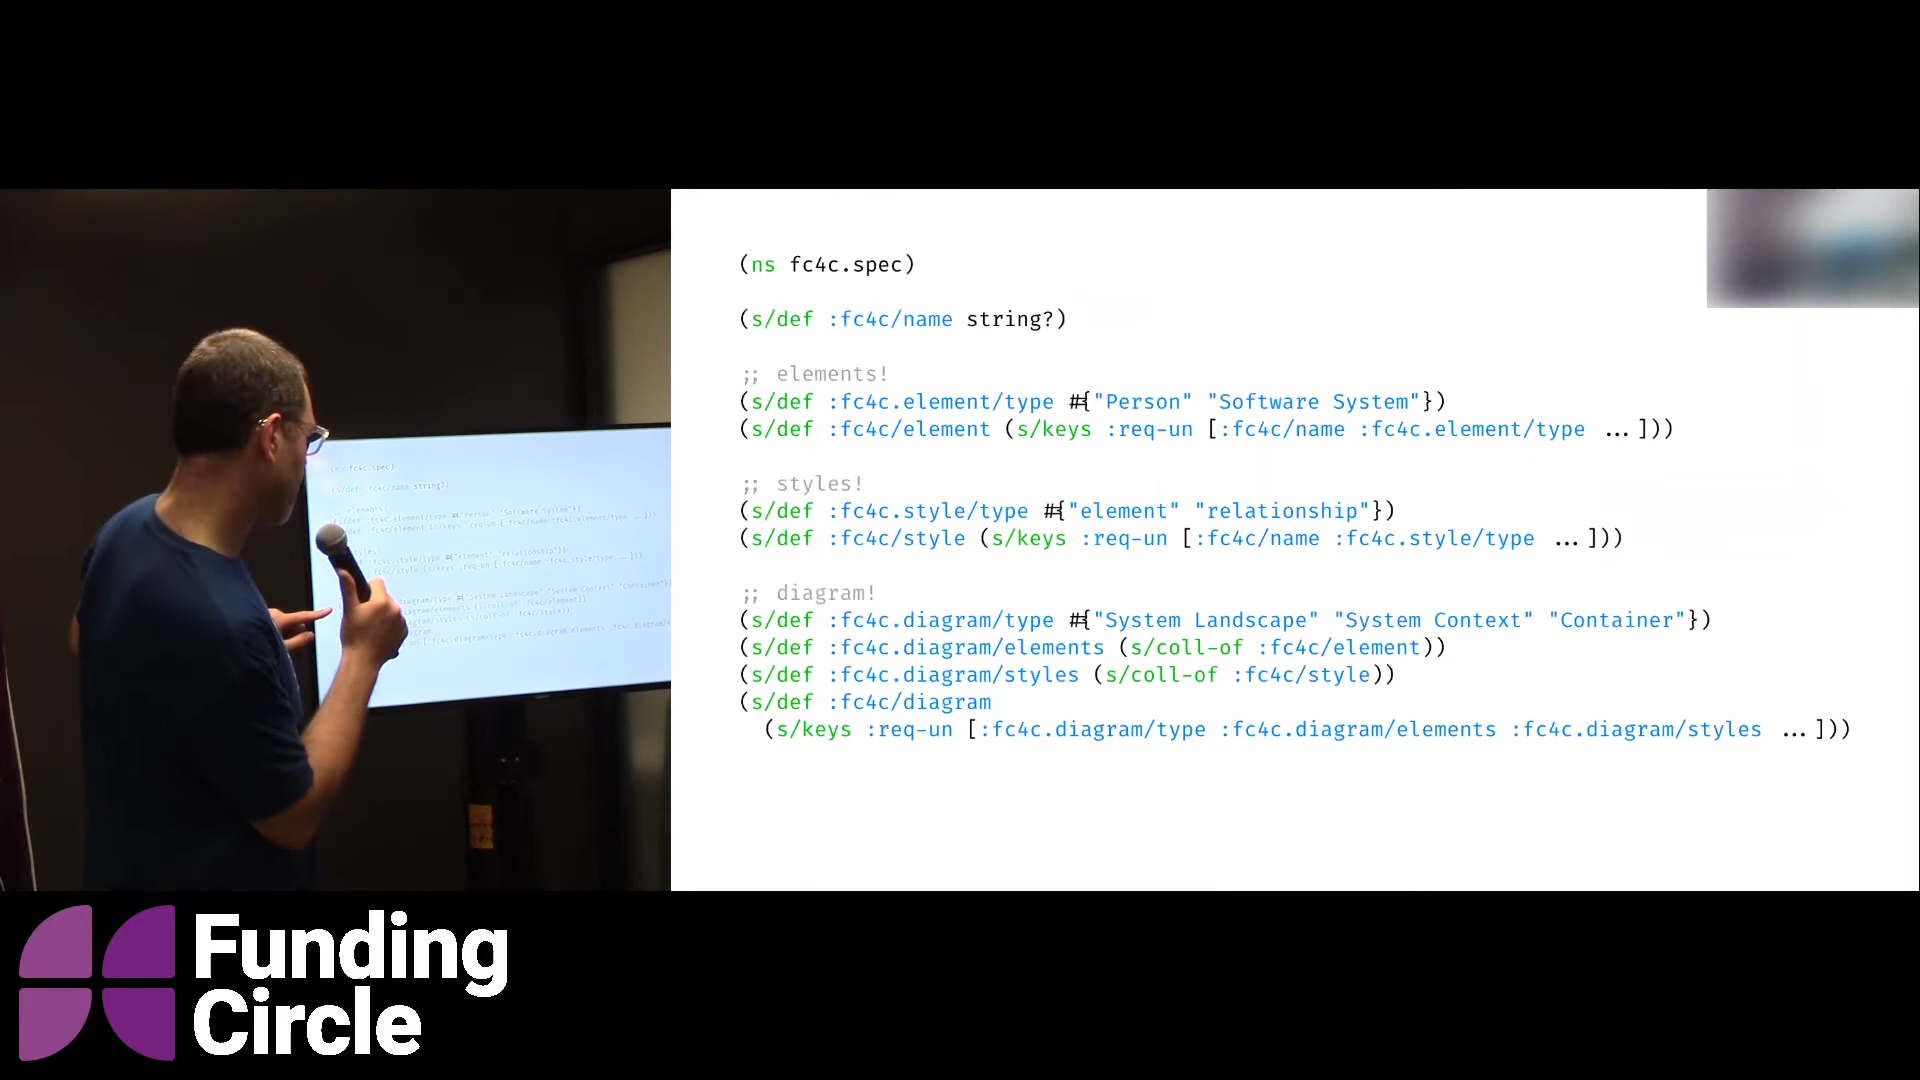 (ns fc4c.spec)
(s/def :fc4c/name string?)
;; elements!
(s/def :fc4c.element/type #{"Person" "Software System"})
(s/def :fc4c/element (s/keys :req-un [:fc4c/name :fc4c.element/type ...]))
;; styles!
(s/def :fc4c.style/type #{"element" "relationship"})
(s/def :fc4c/style (s/keys :req-un [:fc4c/name :fc4c.style/type ...]))
;; diagram!
(s/def :fc4c.diagram/type #{"System Landscape" "System Context" "Container"})
(s/def :fc4c.diagram/elements (s/coll-of :fc4c/element))
(s/def :fc4c.diagram/styles (s/coll-of :fc4c/style))
(s/def :fc4c/diagram
(s/keys :req-un [:fc4c.diagram/type :fc4c.diagram/elements :fc4c.diagram/styles ...]))
Funding
Circle